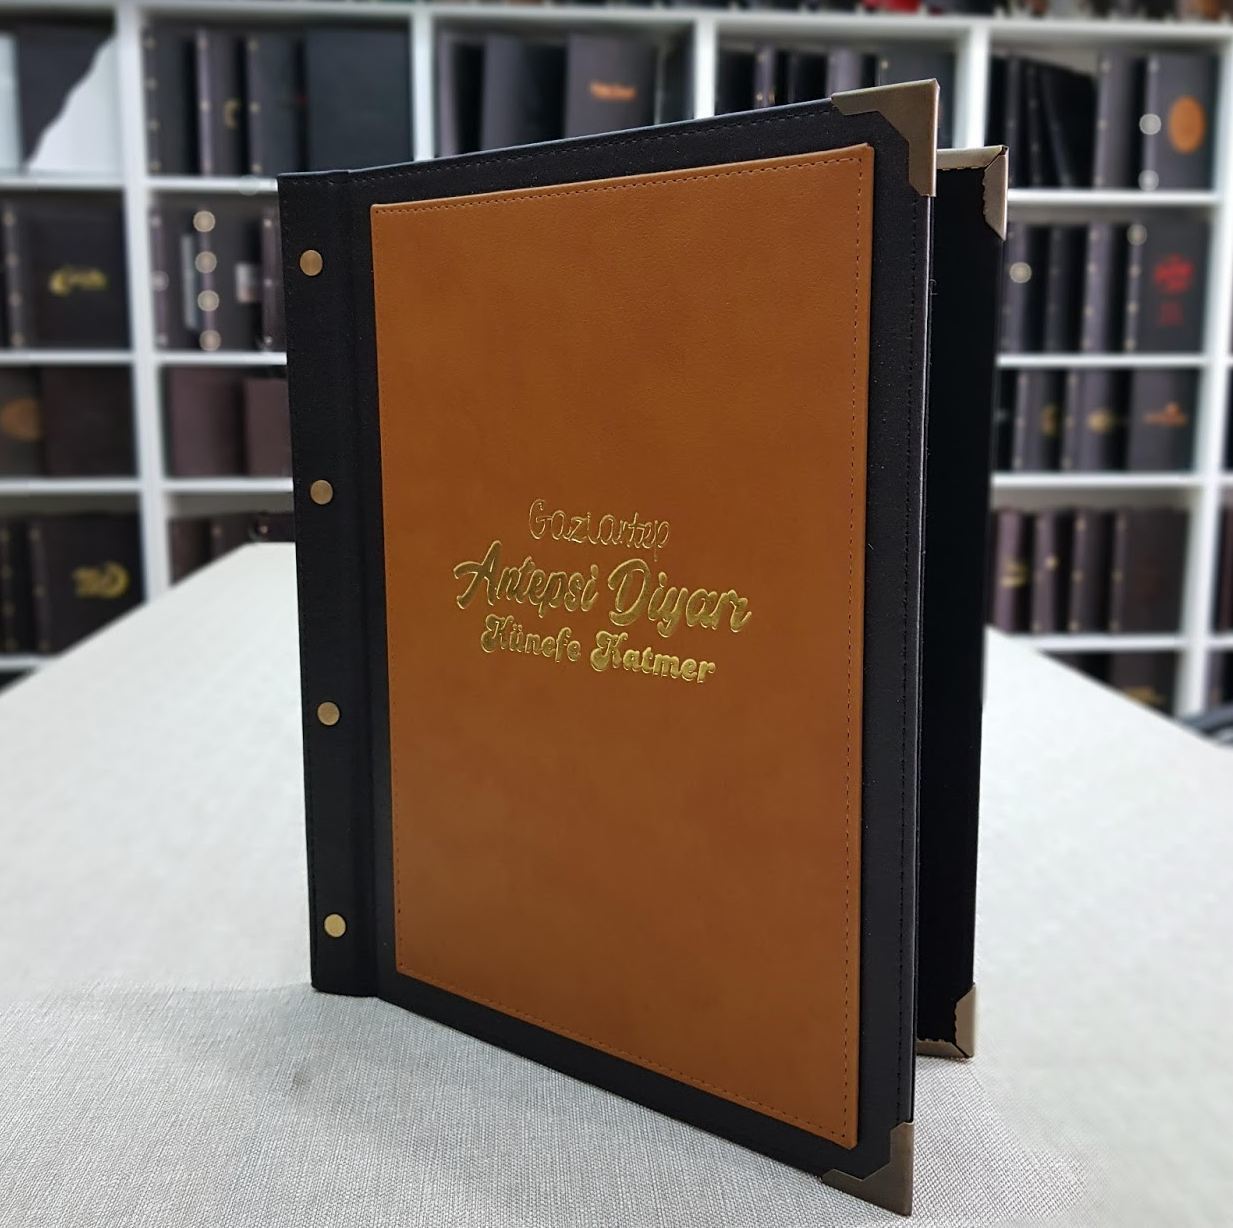 Gaziantep
Antepsi Diyarı
Künefe Katmer